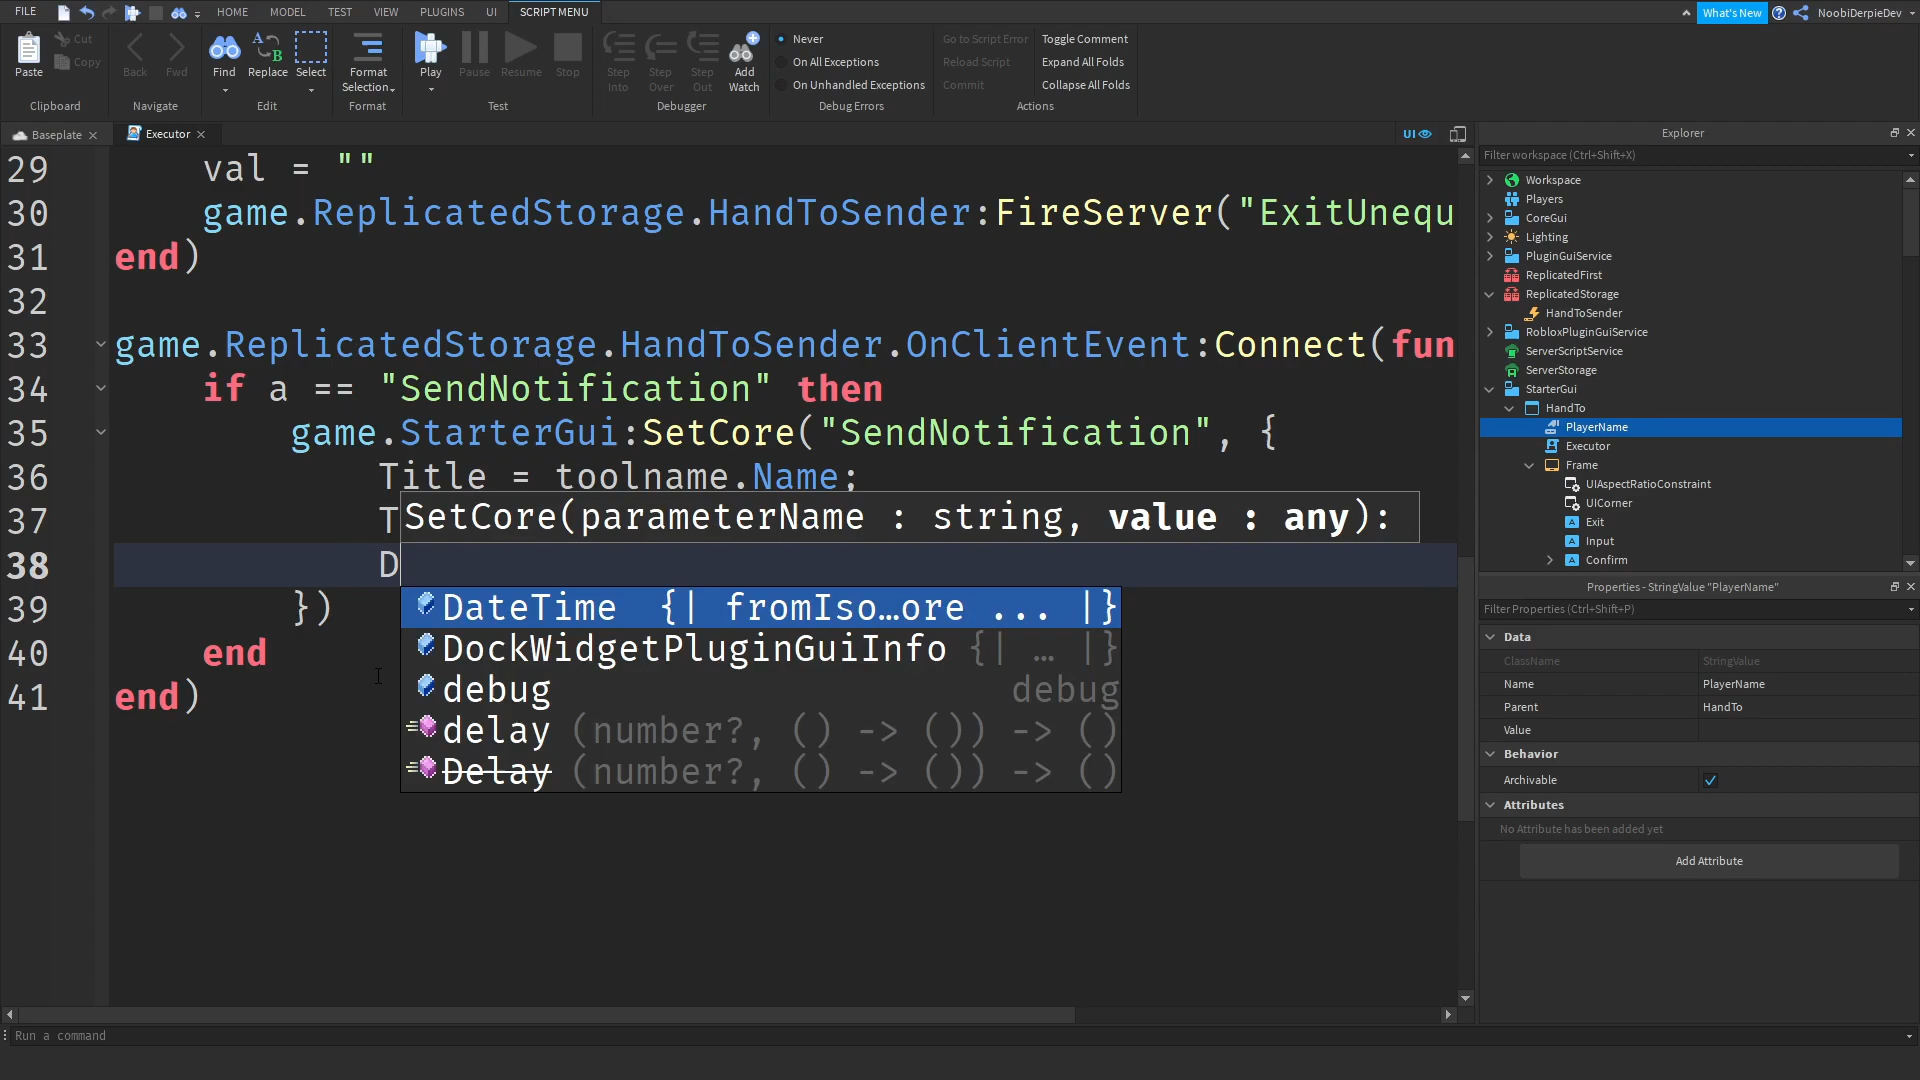 FILE HOME MODEL TEST VIEW PLUGINS UI SCRIPT MENU What's New NoobiDerpieDev
Paste Cut Copy Back Fwd Find Replace Select Format Selection Play Pause Resume Stop Step Into Step Over Step Out Add Watch
Never
On All Exceptions
On Unhandled Exceptions
Go to Script Error
Reload Script
Commit
Toggle Comment
Expand All Folds
Collapse All Folds
Clipboard Navigate Edit Format Test Debugger Debug Errors Actions
Baseplate Executor UI
29 val = ""
30 game.ReplicatedStorage.HandToSender:FireServer("ExitUnequ
31 end)
32
33 game.ReplicatedStorage.HandToSender.OnClientEvent:Connect(fun
34 if a == "SendNotification" then
35 game.StarterGui:SetCore("SendNotification", {
36 Title = toolname.Name;
37 T
SetCore(parameterName : string, value : any):
38 D
DateTime {| fromIso…ore ... |}
DockWidgetPluginGuiInfo {| … |}
debug debug
delay (number?, () -> ()) -> ()
Delay (number?, () -> ()) -> ()
39 })
40 end
41 end)
Run a command
Explorer
Filter workspace (Ctrl+Shift+X)
Workspace
Players
CoreGui
Lighting
PluginGuiService
ReplicatedFirst
ReplicatedStorage
HandToSender
RobloxPluginGuiService
ServerScriptService
ServerStorage
StarterGui
HandTo
PlayerName
Executor
Frame
UIAspectRatioConstraint
UICorner
Exit
Input
Confirm
Properties - StringValue "PlayerName"
Filter Properties (Ctrl+Shift+P)
Data
ClassName StringValue
Name PlayerName
Parent HandTo
Value
Behavior
Archivable
Attributes
No Attribute has been added yet
Add Attribute